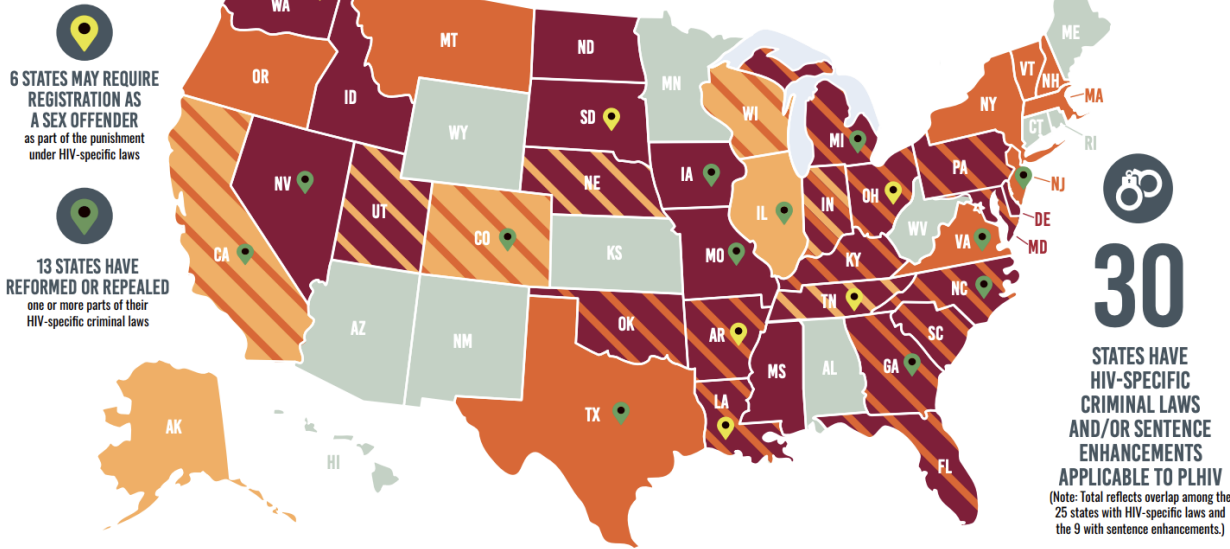 6 STATES MAY REQUIRE
REGISTRATION AS
A SEX OFFENDER
as part of the punishment
under HIV-specific laws
13 STATES HAVE
REFORMED OR REPEALED
one or more parts of their
HIV-specific criminal laws
WA
MT
ND
OR
ID
MN
SD
WY
WI
MI
ME
VT
NH
NY
MA
CT
RI
NV
UT
NE
IA
IL
IN
OH
PA
NJ
DE
MD
WV
VA
CA
CO
KS
MO
KY
NC
TN
AZ
NM
OK
AR
SC
MS
AL
GA
LA
TX
FL
AK
HI
30
STATES HAVE
HIV-SPECIFIC
CRIMINAL LAWS
AND/OR SENTENCE
ENHANCEMENTS
APPLICABLE TO PLHIV
(Note: Total reflects overlap among the
25 states with HIV-specific laws and
the 9 with sentence enhancements.)